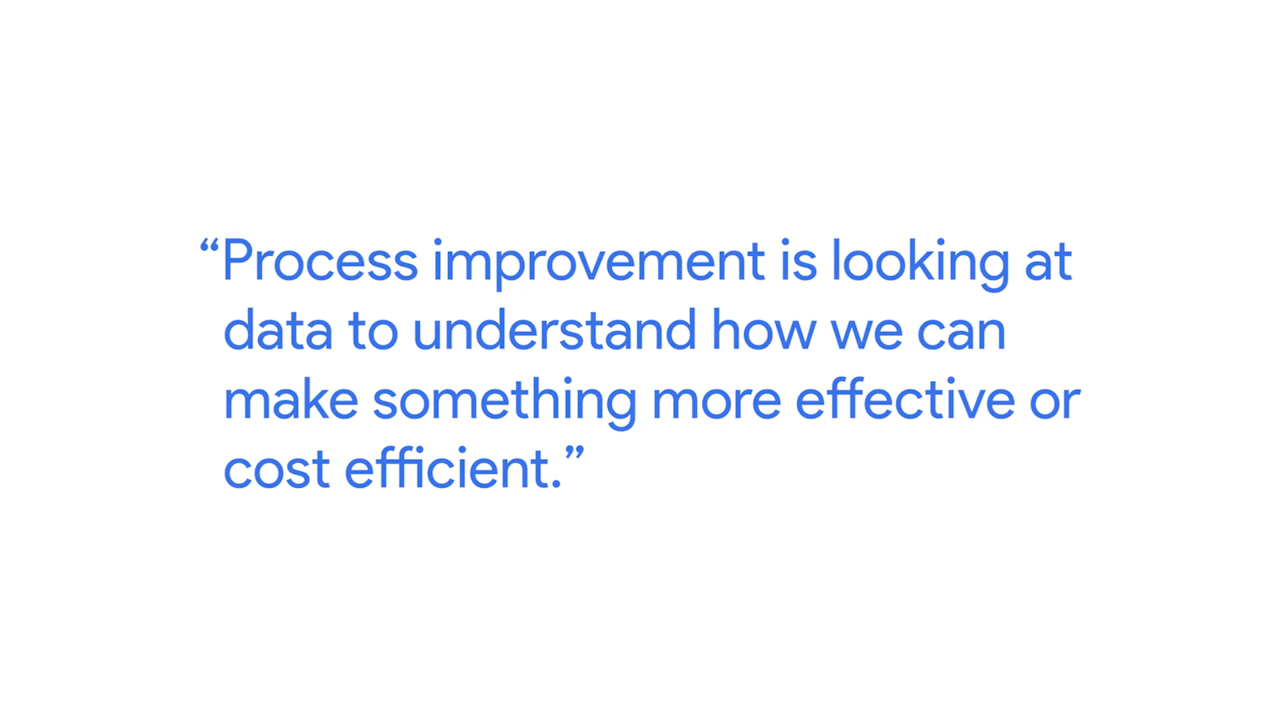 “Process improvement is looking at
data to understand how we can
make something more effective or
cost efficient.”